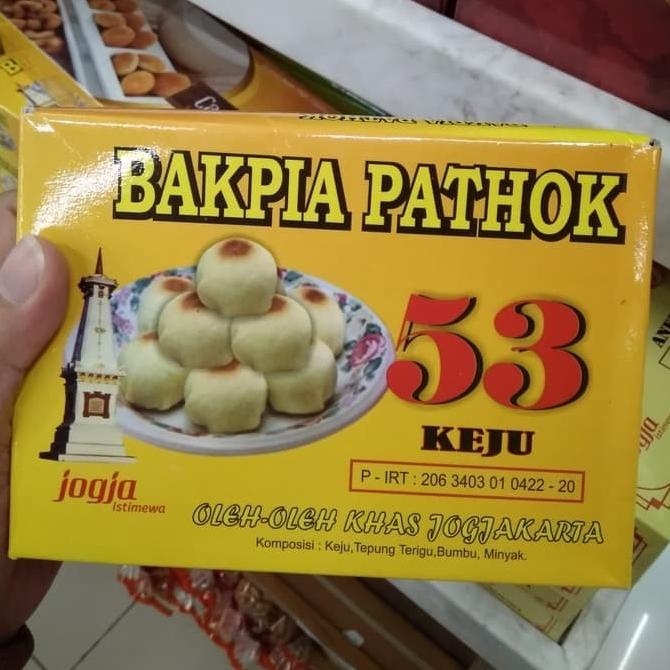 BAKPIA PATHOK
53
KEJU
P - IRT : 206 3403 01 0422 - 20
jogja
istimewa
OLEH-OLEH KHAS JOGJAKARTA
Komposisi : Keju,Tepung Terigu,Bumbu, Minyak.